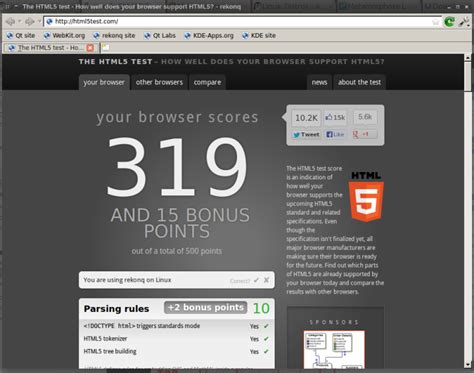 The HTML5 test - How well does your browser support HTML5? - rekonq
http://html5test.com/
Qt site
WebKit.org
rekonq
Qt Labs
KDE-Apps.org
KDE site
The HTML5 test - Ho...
THE HTML5 TEST – HOW WELL DOES YOUR BROWSER SUPPORT HTML5?
your browser
other browsers
compare
news
about the test
your browser scores
319
AND 15 BONUS
POINTS
out of a total of 500 points
10.2K
15k
5.6k
Tweet
Like
+1
The HTML5 test score
is an indication of
how well your
browser supports the
upcoming HTML5
standard and related
specifications. Even
though the
specification isn't finalized yet, all
major browser manufacturers are
making sure their browser is ready
for the future. Find out which parts
of HTML5 are already supported by
your browser today and compare the
results with other browsers.
HTML
5
You are using rekonq on Linux
Correct?
Parsing rules
+2 bonus points
10
<!DOCTYPE html> triggers standards mode
Yes ✔
HTML5 tokenizer
Yes ✔
HTML5 tree building
Yes ✔
SPONSORS